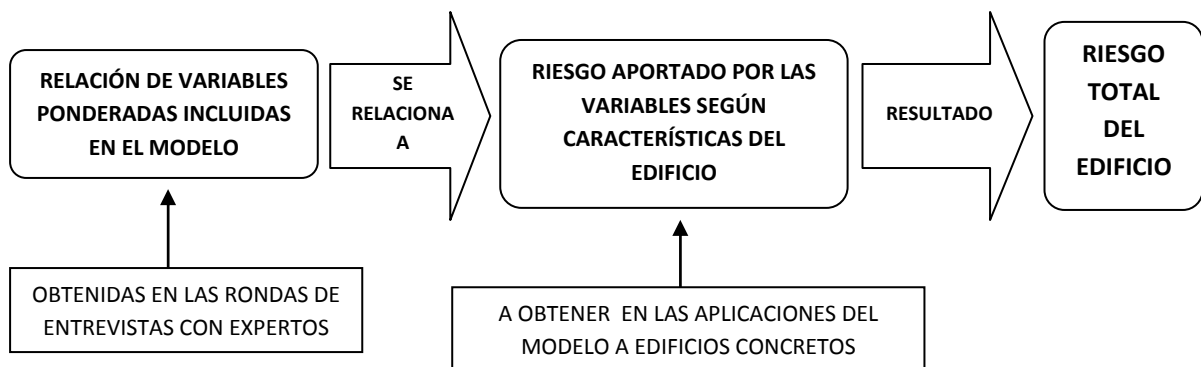 RELACIÓN DE VARIABLES
PONDERADAS INCLUIDAS
EN EL MODELO
SE
RELACIONA
A
RIESGO APORTADO POR LAS
VARIABLES SEGÚN
CARACTERÍSTÍCAS DEL
EDIFICIO
RESULTADO
RIESGO
TOTAL
DEL
EDIFICIO
OBTENIDAS EN LAS RONDAS DE
ENTREVISTAS CON EXPERTOS
A OBTENER EN LAS APLICACIONES DEL
MODELO A EDIFICIOS CONCRETOS